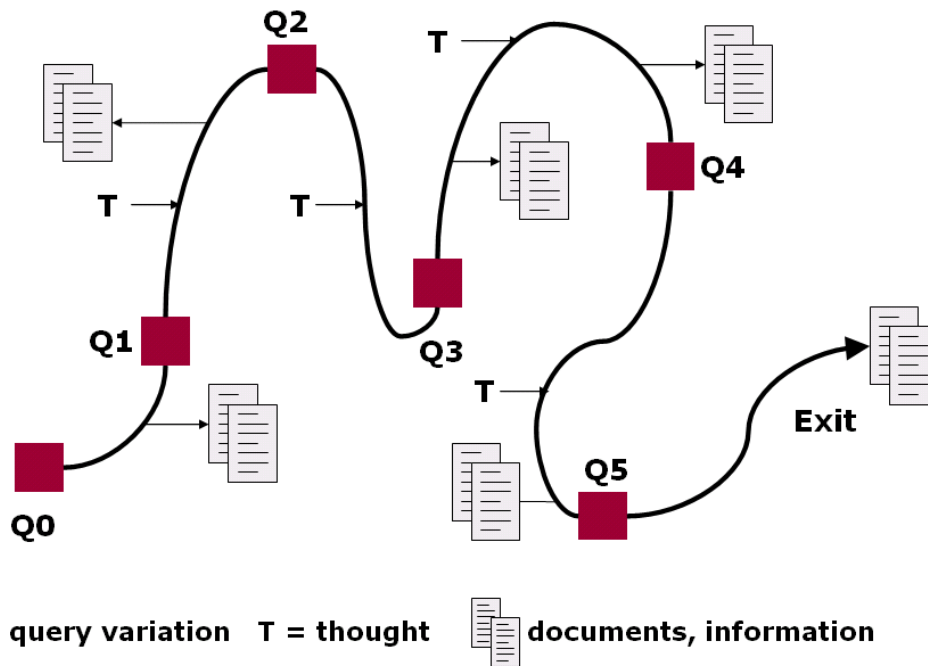 Q2
T
T
T
Q4
Q1
Q3
T
Exit
Q5
Q0
query variation T = thought documents, information